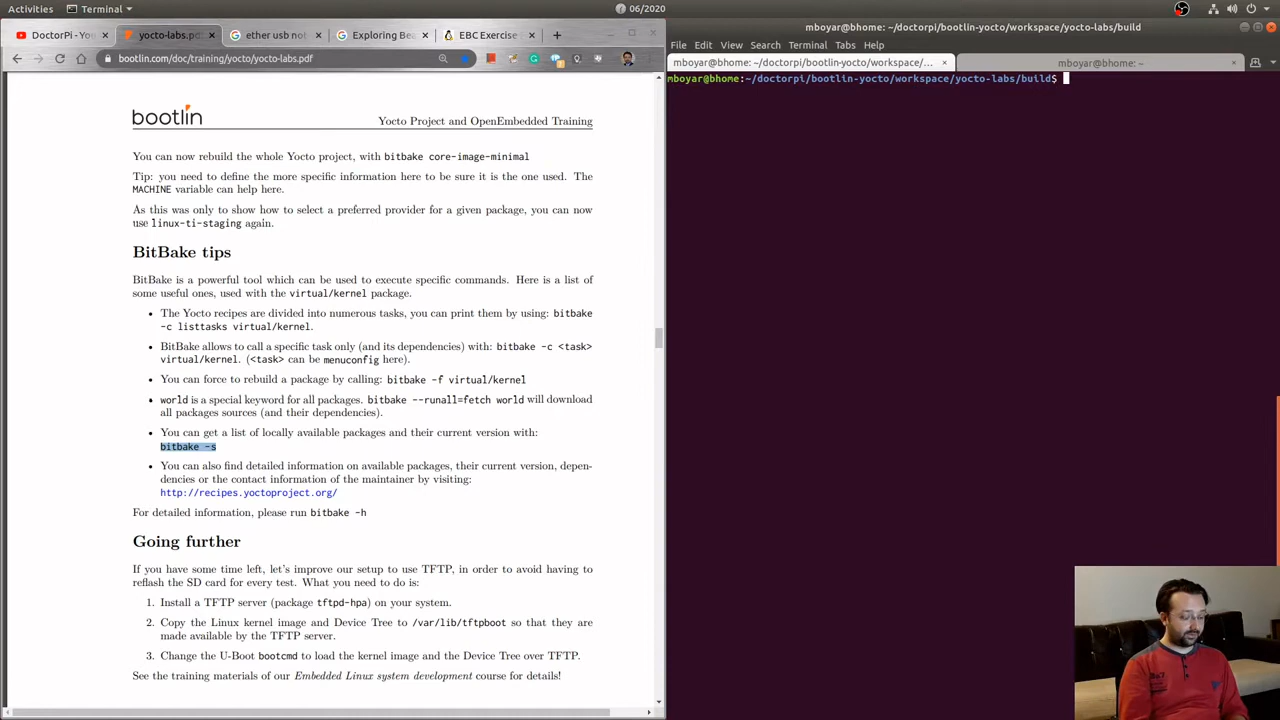 Activities
Terminal
06/2020
DoctorPi - You
yocto-labs.pd
ether usb not
Exploring Bea
EBC Exercise
bootlin.com/doc/training/yocto/yocto-labs.pdf
mboyar@bhome: ~/doctorpi/bootlin-yocto/workspace/yocto-labs/build
File Edit View Search Terminal Tabs Help
mboyar@bhome: ~/doctorpi/bootlin-yocto/workspace/yocto-labs/...
mboyar@bhome: ~
mboyar@bhome:~/doctorpi/bootlin-yocto/workspace/yocto-labs/build$
bootlin
Yocto Project and OpenEmbedded Training
You can now rebuild the whole Yocto project, with bitbake core-image-minimal
Tip: you need to define the more specific information here to be sure it is the one used. The
MACHINE variable can help here.
As this was only to show how to select a preferred provider for a given package, you can now
use linux-ti-staging again.
BitBake tips
BitBake is a powerful tool which can be used to execute specific commands. Here is a list of
some useful ones, used with the virtual/kernel package.
• The Yocto recipes are divided into numerous tasks, you can print them by using: bitbake
-c listtasks virtual/kernel.
• BitBake allows to call a specific task only (and its dependencies) with: bitbake -c <task>
virtual/kernel. (<task> can be menuconfig here).
• You can force to rebuild a package by calling: bitbake -f virtual/kernel
• world is a special keyword for all packages. bitbake --runall=fetch world will download
all packages sources (and their dependencies).
• You can get a list of locally available packages and their current version with:
bitbake -s
• You can also find detailed information on available packages, their current version, depen-
dencies or the contact information of the maintainer by visiting:
http://recipes.yoctoproject.org/
For detailed information, please run bitbake -h
Going further
If you have some time left, let's improve our setup to use TFTP, in order to avoid having to
reflash the SD card for every test. What you need to do is:
1. Install a TFTP server (package tftpd-hpa) on your system.
2. Copy the Linux kernel image and Device Tree to /var/lib/tftpboot so that they are
made available by the TFTP server.
3. Change the U-Boot bootcmd to load the kernel image and the Device Tree over TFTP.
See the training materials of our Embedded Linux system development course for details!